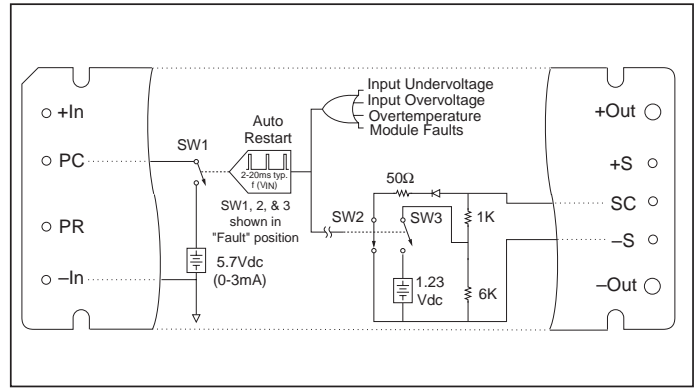 +In
PC
PR
–In
SW1
Auto
Restart
2-20ms typ.
f (VIN)
SW1, 2, & 3
shown in
"Fault" position
5.7Vdc
(0-3mA)
Input Undervoltage
Input Overvoltage
Overtemperature
Module Faults
50Ω
SW2
SW3
1K
1.23
Vdc
6K
+Out
+S
SC
–S
–Out